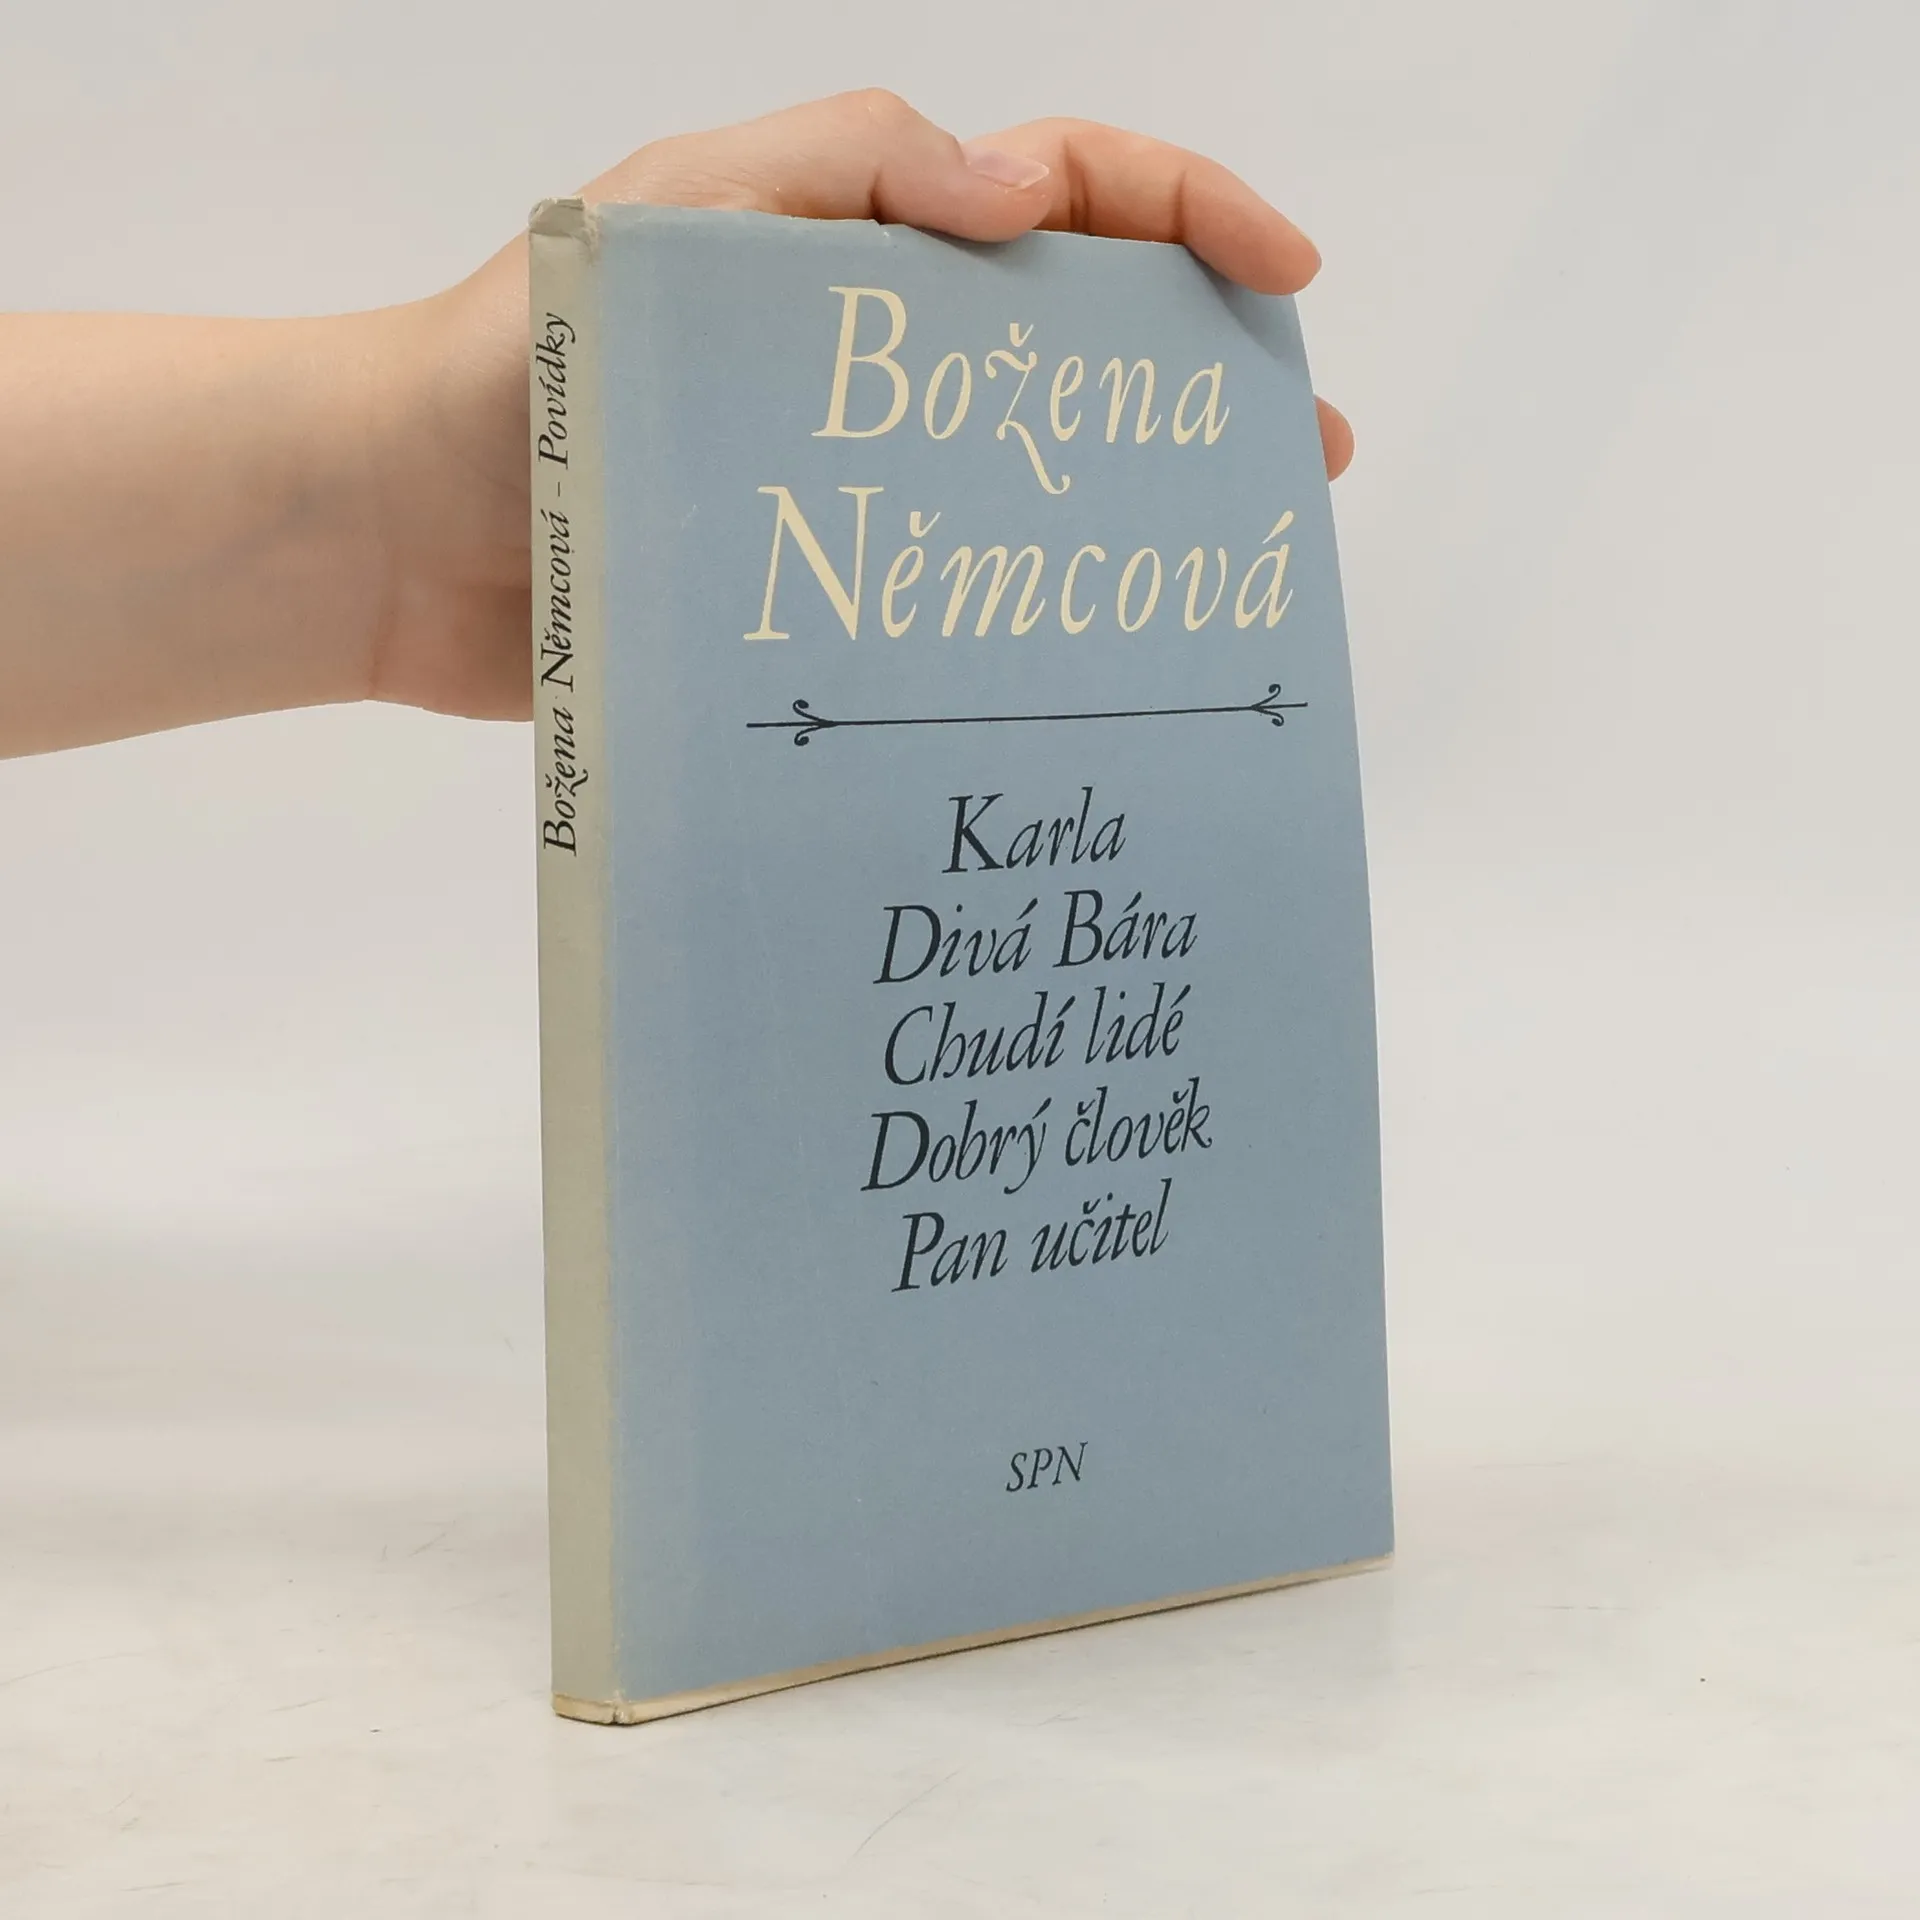 Božena Němcová - Povídky
Božena
Němcová
Karla
Divá Bára
Chudí lidé
Dobrý člověk
Pan učitel
SPN